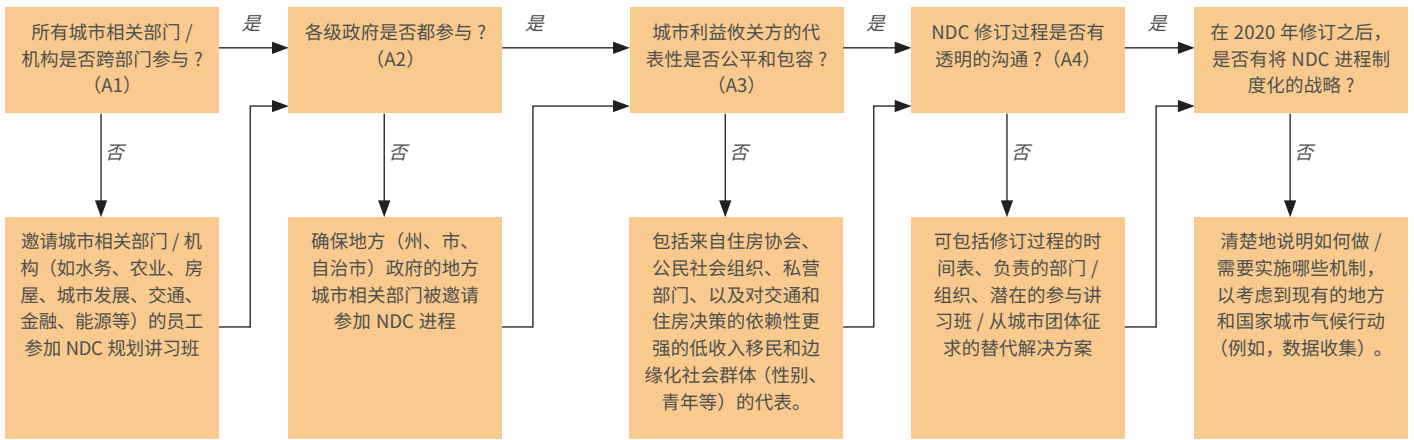 所有城市相关部门 /
机构是否跨部门参与？
（A1）
是
各级政府是否都参与？
（A2）
是
城市利益攸关方的代
表性是否公平和包容？
（A3）
是
NDC 修订过程是否有
透明的沟通？（A4）
是
在 2020 年修订之后，
是否有将 NDC 进程制
度化的战略？
否
否
否
否
否
邀请城市相关部门 / 机
构（如水务、农业、房
屋、城市发展、交通、
金融、能源等）的员工
参加 NDC 规划讲习班
确保地方（州、市、
自治市）政府的地方
城市相关部门被邀请
参加 NDC 进程
包括来自住房协会、
公民社会组织、私营
部门、以及对交通和
住房决策的依赖性更
强的低收入移民和边
缘化社会群体（性别、
青年等）的代表。
可包括修订过程的时
间表、负责的部门 /
组织、潜在的参与讲
习班 / 从城市团体征
求的替代解决方案
清楚地说明如何做 /
需要实施哪些机制，
以考虑到现有的地方
和国家城市气候行动
（例如，数据收集）。